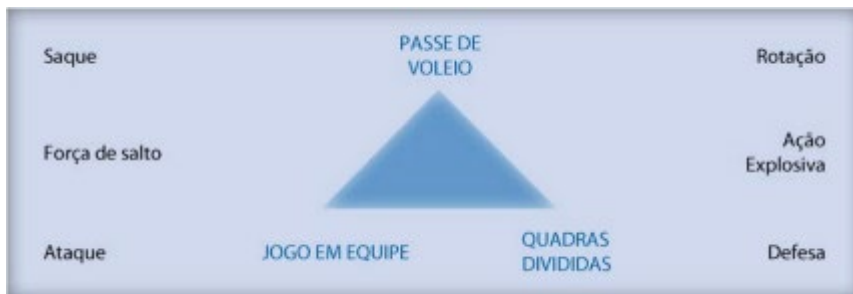 Saque
PASSE DE
VOLEIO
Rotação
Força de salto
Ação
Explosiva
Ataque
JOGO EM EQUIPE
QUADRAS
DIVIDIDAS
Defesa